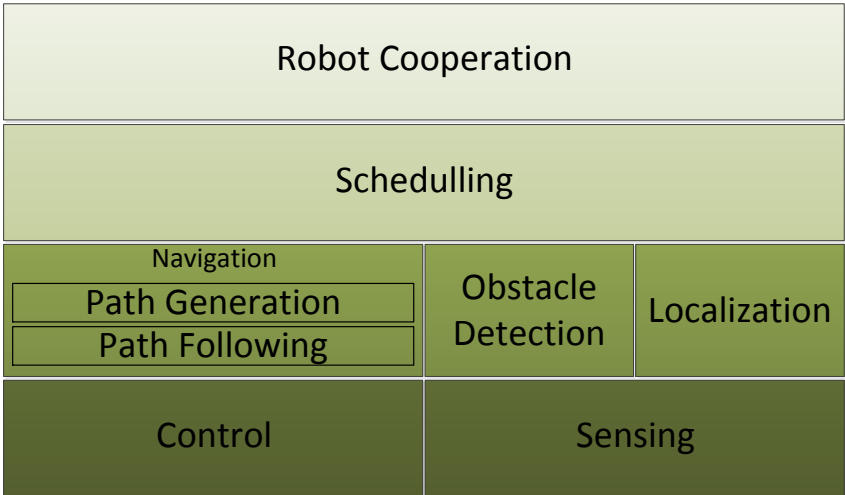 Robot Cooperation
Schedulling
Navigation
Path Generation
Path Following
Obstacle
Detection
Localization
Control
Sensing